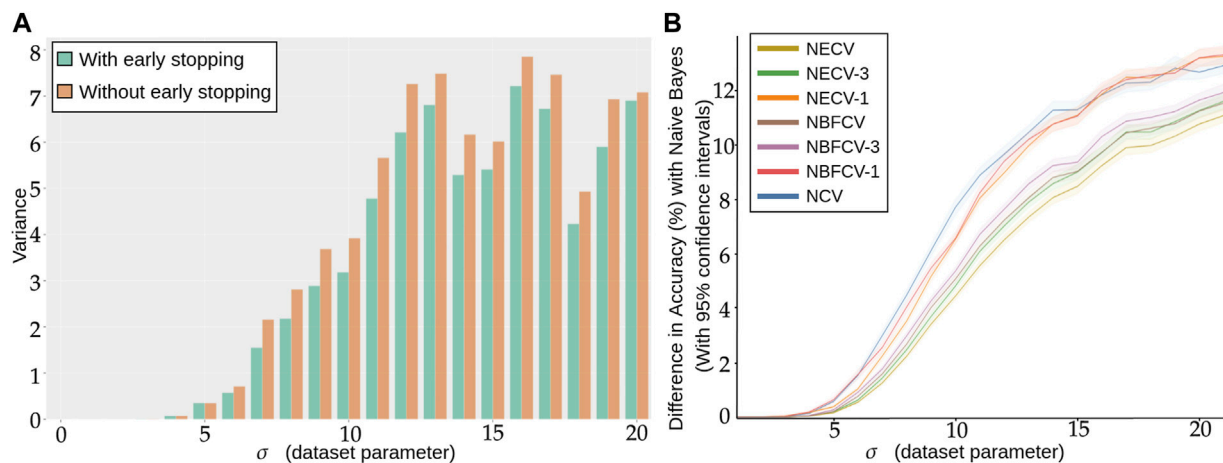 A
With early stopping
Without early stopping
Variance
8
7
6
5
4
3
2
1
0
0 5 10 15 20
σ (dataset parameter)
B
NECV
NECV-3
NECV-1
NBFCV
NBFCV-3
NBFCV-1
NCV
Difference in Accuracy (%) with Naive Bayes
(With 95% confidence intervals)
12
10
8
6
4
2
0
5 10 15 20
σ (dataset parameter)